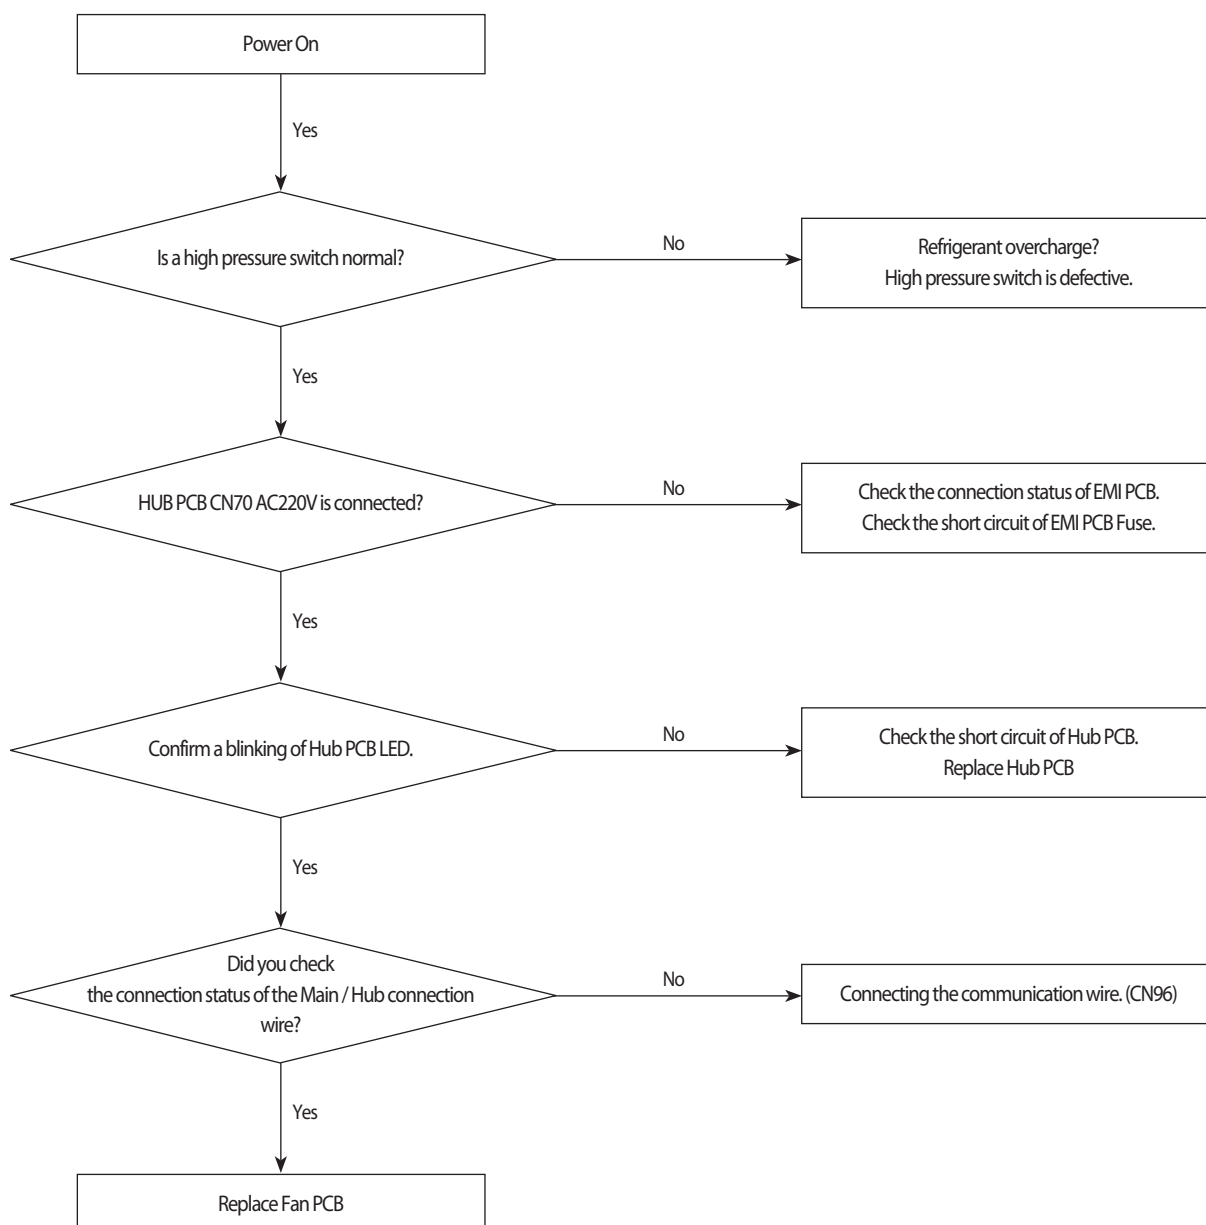 Power On
Yes
Is a high pressure switch normal?
No
Refrigerant overcharge?
High pressure switch is defective.
Yes
HUB PCB CN70 AC220V is connected?
No
Check the connection status of EMI PCB.
Check the short circuit of EMI PCB Fuse.
Yes
Confirm a blinking of Hub PCB LED.
No
Check the short circuit of Hub PCB.
Replace Hub PCB
Yes
Did you check
the connection status of the Main / Hub connection
wire?
No
Connecting the communication wire. (CN96)
Yes
Replace Fan PCB